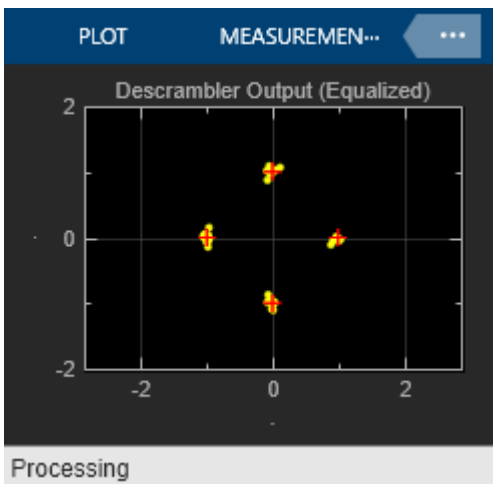 PLOT MEASUREMEN... ...
Descrambler Output (Equalized)
2
0
-2
-2 0 2
Processing